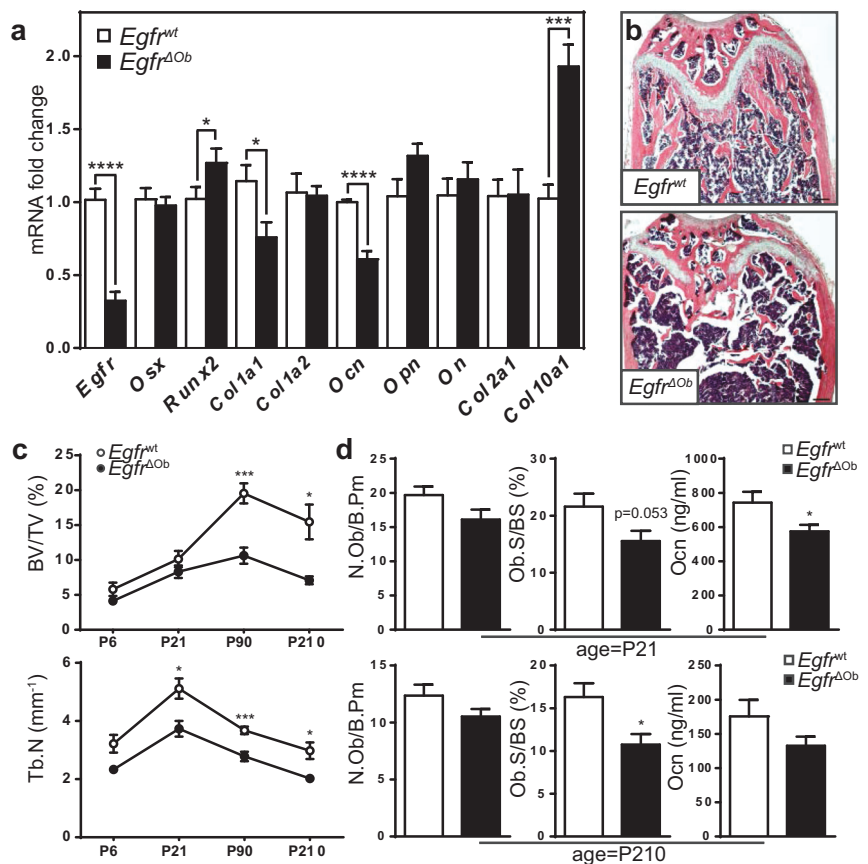 a
Egfr^wt
Egfr^ΔOb
mRNA fold change
2.0
1.5
1.0
0.5
0.0
****
*
*
****
***
Egfr
Osx
Runx2
Col1a1
Col1a2
Ocn
Opn
On
Col2a1
Col10a1
b
Egfr^wt
Egfr^ΔOb
c
Egfr^wt
Egfr^ΔOb
BV/TV (%)
25
20
15
10
5
0
***
*
P6 P21 P90 P210
Tb.N (mm⁻¹)
6
4
2
0
*
***
*
P6 P21 P90 P210
d
N.Ob/B.Pm
20
15
10
5
0
Ob.S/BS (%)
30
20
10
0
p=0.053
Ocn (ng/ml)
1000
800
600
400
200
0
*
Egfr^wt
Egfr^ΔOb
age=P21
N.Ob/B.Pm
15
10
5
0
Ob.S/BS (%)
20
15
10
5
0
*
Ocn (ng/ml)
250
200
150
100
50
0
Egfr^wt
Egfr^ΔOb
age=P210